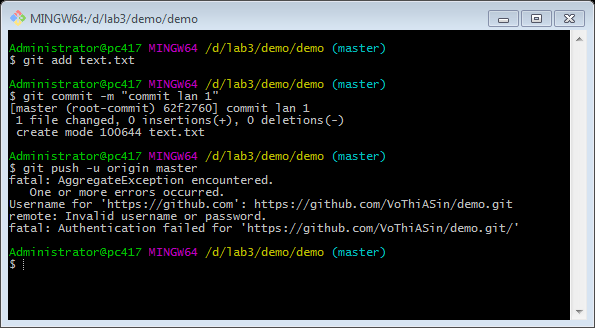 MINGW64:/d/lab3/demo/demo
Administrator@pc417 MINGW64 /d/lab3/demo/demo (master)
$ git add text.txt
Administrator@pc417 MINGW64 /d/lab3/demo/demo (master)
$ git commit -m "commit lan 1"
[master (root-commit) 62f2760] commit lan 1
 1 file changed, 0 insertions(+), 0 deletions(-)
 create mode 100644 text.txt
Administrator@pc417 MINGW64 /d/lab3/demo/demo (master)
$ git push -u origin master
fatal: AggregateException encountered.
   One or more errors occurred.
Username for 'https://github.com': https://github.com/VoThiASin/demo.git
remote: Invalid username or password.
fatal: Authentication failed for 'https://github.com/VoThiASin/demo.git/'
Administrator@pc417 MINGW64 /d/lab3/demo/demo (master)
$